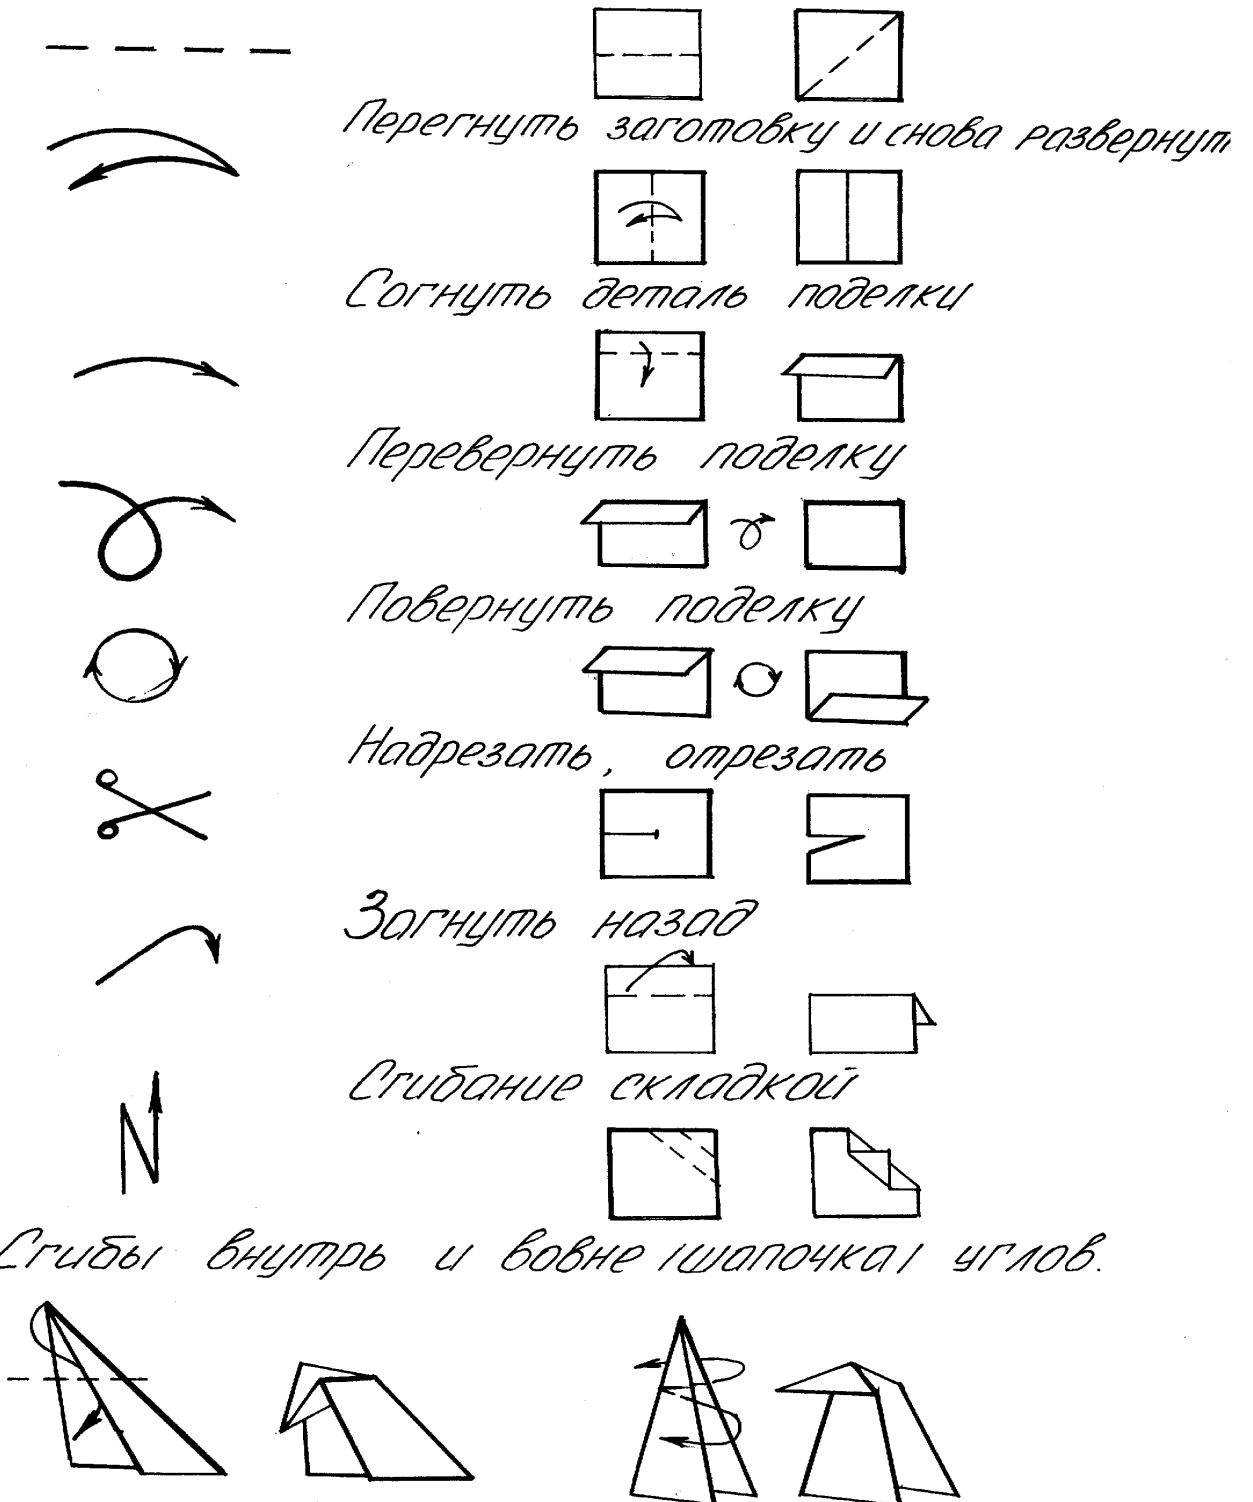 Перегнуть заготовку и снова развернут
Согнуть деталь поделки
Перевернуть поделку
Повернуть поделку
Надрезать, отрезать
Загнуть назад
Сгибание складкой
Сгибы внутрь и вовне /шапочка/ углов.